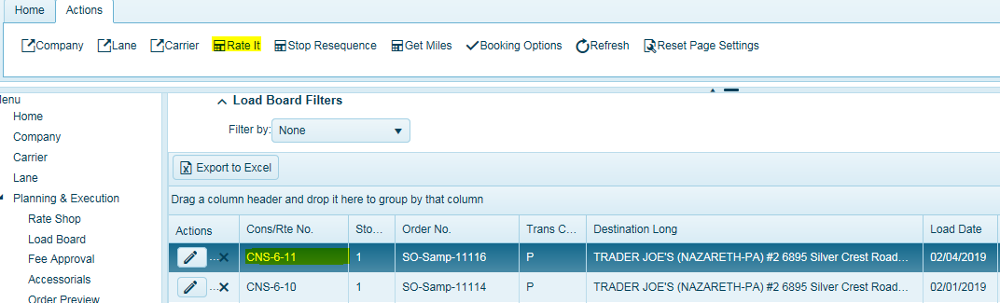 Home Actions
Company Lane Carrier Rate It Stop Resequence Get Miles Booking Options Refresh Reset Page Settings
Load Board Filters
Filter by: None
Export to Excel
Drag a column header and drop it here to group by that column
Actions Cons/Rte No. Sto... Order No. Trans C... Destination Long Load Date
... CNS-6-11 1 SO-Samp-11116 P TRADER JOE'S (NAZARETH-PA) #2 6895 Silver Crest Road... 02/04/2019
... CNS-6-10 1 SO-Samp-11114 P TRADER JOE'S (NAZARETH-PA) #2 6895 Silver Crest Road... 02/01/2019
enu
Home
Company
Carrier
Lane
Planning & Execution
Rate Shop
Load Board
Fee Approval
Accessorials
Order Preview